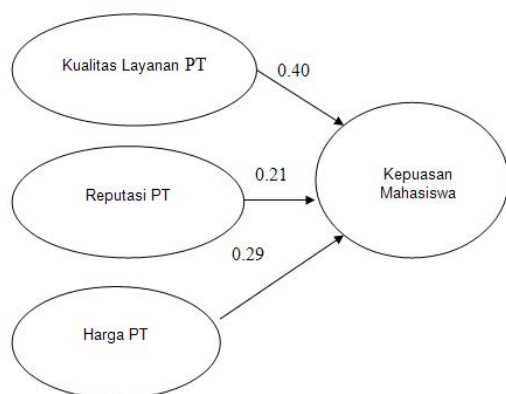 Kualitas Layanan PT
0.40
Reputasi PT
0.21
Kepuasan
Mahasiswa
0.29
Harga PT